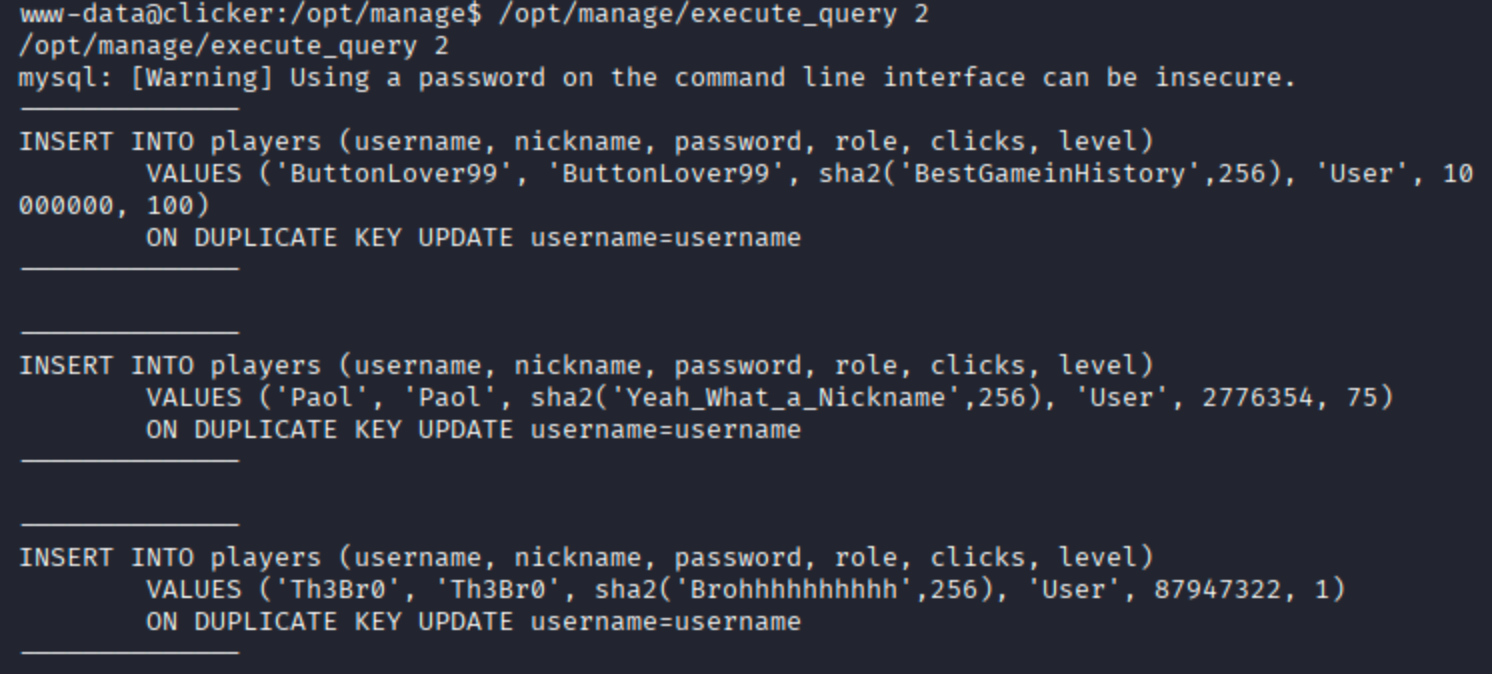 www-data@clicker:/opt/manage$ /opt/manage/execute_query 2
/opt/manage/execute_query 2
mysql: [Warning] Using a password on the command line interface can be insecure.
--------------
INSERT INTO players (username, nickname, password, role, clicks, level)
        VALUES ('ButtonLover99', 'ButtonLover99', sha2('BestGameinHistory',256), 'User', 10
000000, 100)
        ON DUPLICATE KEY UPDATE username=username
--------------

--------------
INSERT INTO players (username, nickname, password, role, clicks, level)
        VALUES ('Paol', 'Paol', sha2('Yeah_What_a_Nickname',256), 'User', 2776354, 75)
        ON DUPLICATE KEY UPDATE username=username
--------------

--------------
INSERT INTO players (username, nickname, password, role, clicks, level)
        VALUES ('Th3Br0', 'Th3Br0', sha2('Brohhhhhhhhhh',256), 'User', 87947322, 1)
        ON DUPLICATE KEY UPDATE username=username
--------------